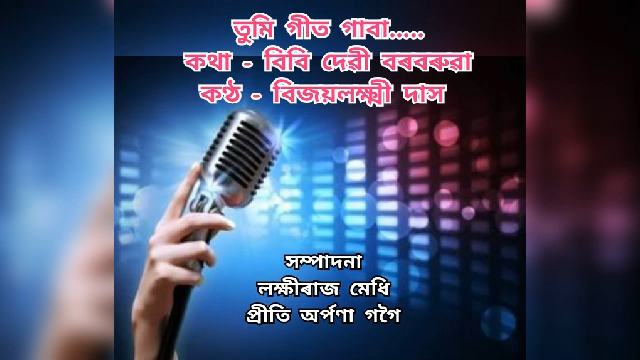 তুমি গীত গাবা.....
কথা - বিবি দেৱী বৰবৰুৱা
কণ্ঠ - বিজয়লক্ষ্মী দাস
সম্পাদনা
লক্ষীৰাজ মেধি
প্ৰীতি অৰ্পণা গগৈ